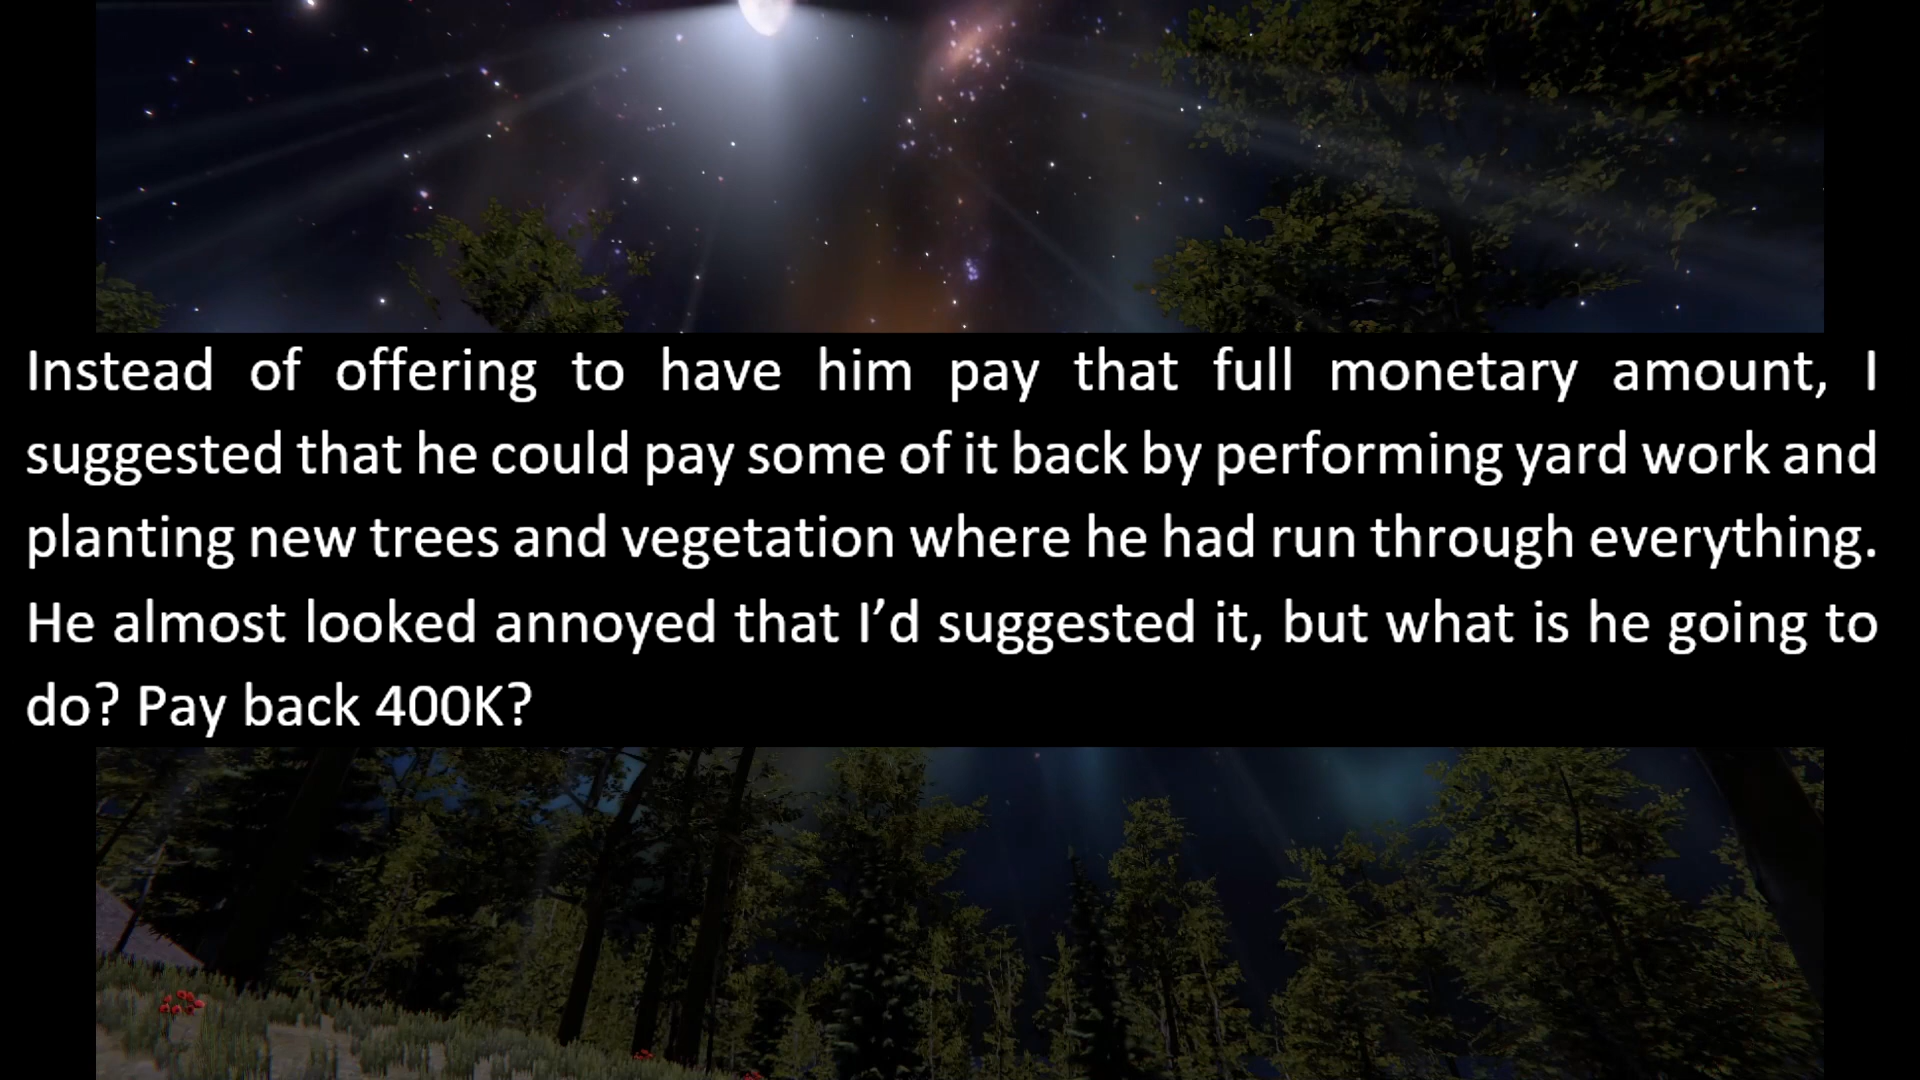 Instead of offering to have him pay that full monetary amount, I
suggested that he could pay some of it back by performing yard work and
planting new trees and vegetation where he had run through everything.
He almost looked annoyed that I’d suggested it, but what is he going to
do? Pay back 400K?